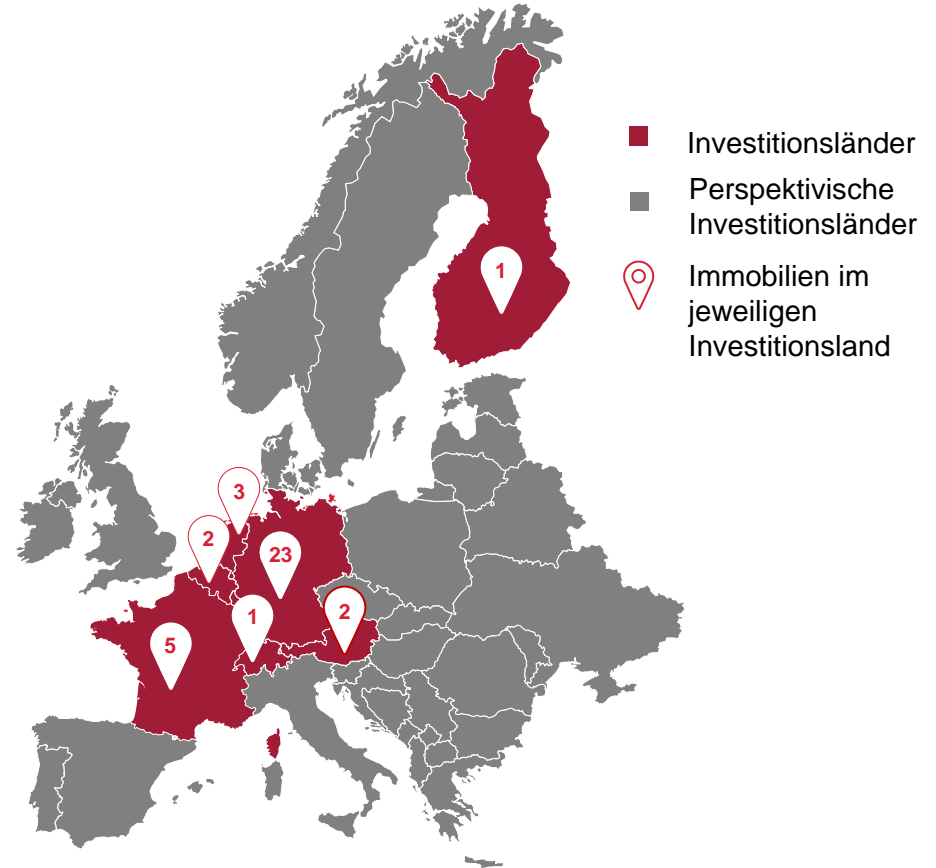 Investitionsländer
Perspektivische
Investitionsländer
Immobilien im
jeweiligen
Investitionsland
1
3
2
23
1
2
5